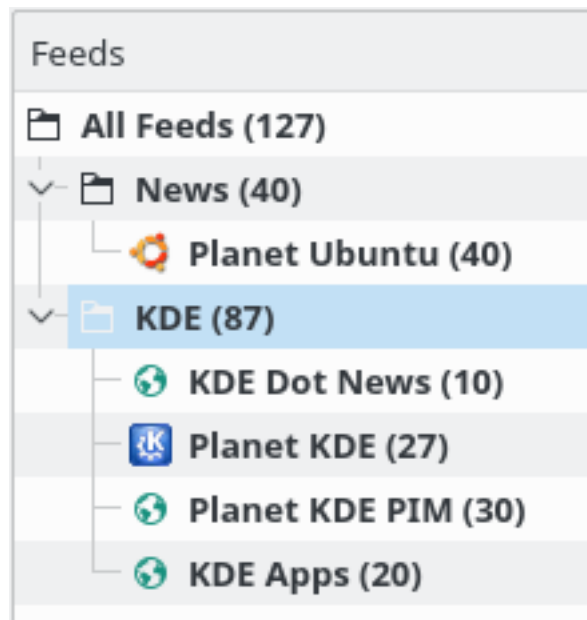 Feeds
All Feeds (127)
News (40)
Planet Ubuntu (40)
KDE (87)
KDE Dot News (10)
Planet KDE (27)
Planet KDE PIM (30)
KDE Apps (20)